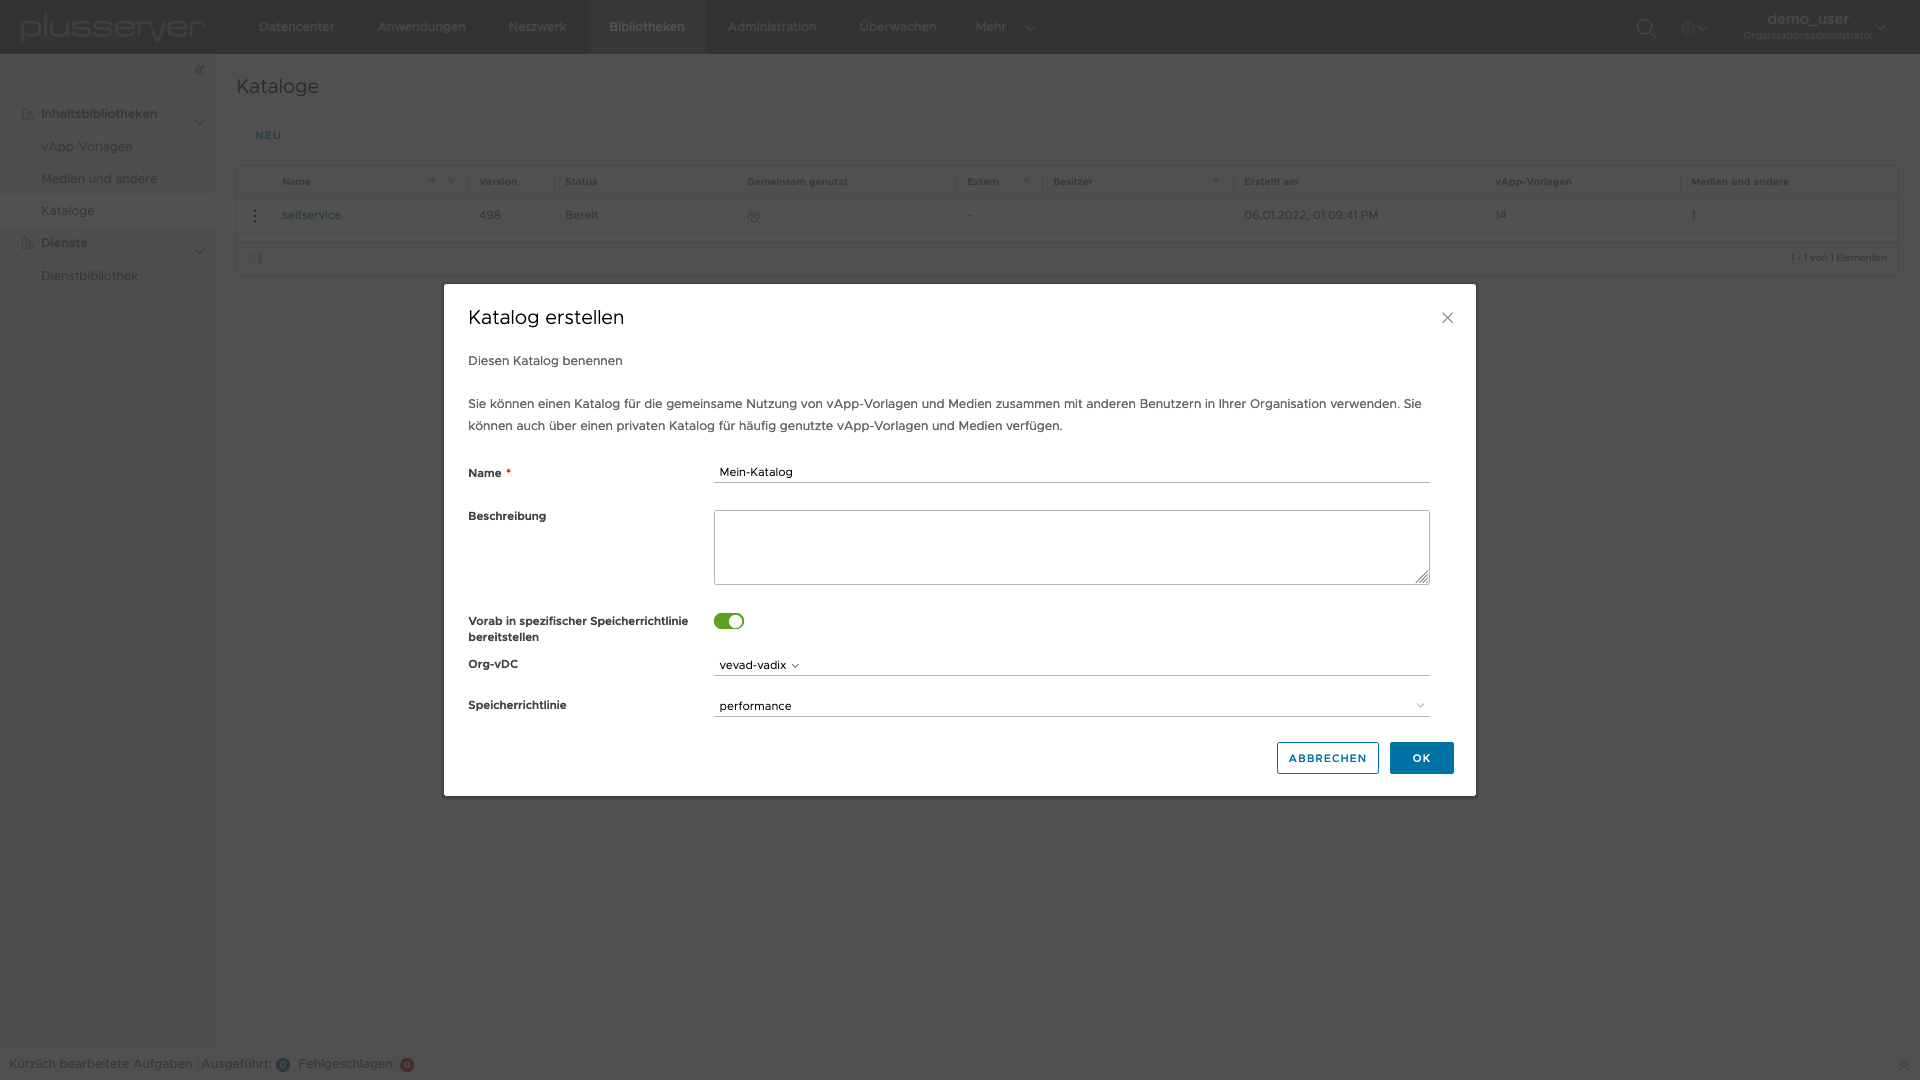 plusserver
Datencenter Anwendungen Netzwerk Bibliotheken Administration Überwachen Mehr
demo_user
Organisationsadministrator
Inhaltsbibliotheken
vApp-Vorlagen
Medien und andere
Kataloge
Dienste
Dienstbibliothek
Kataloge
NEU
Name Version Status Gemeinsam genutzt Extern Besitzer Erstellt am vApp-Vorlagen Medien und andere
selfservice 498 Bereit - 06.01.2022, 01:09:41 PM 14 1
1 - 1 von 1 Elementen
Katalog erstellen
Diesen Katalog benennen
Sie können einen Katalog für die gemeinsame Nutzung von vApp-Vorlagen und Medien zusammen mit anderen Benutzern in Ihrer Organisation verwenden. Sie
können auch über einen privaten Katalog für häufig genutzte vApp-Vorlagen und Medien verfügen.
Name * Mein-Katalog
Beschreibung
Vorab in spezifischer Speicherrichtlinie
bereitstellen
Org-vDC vevad-vadix
Speicherrichtlinie performance
ABBRECHEN OK
Kürzlich bearbeitete Aufgaben Ausgeführt: 0 Fehlgeschlagen: 0